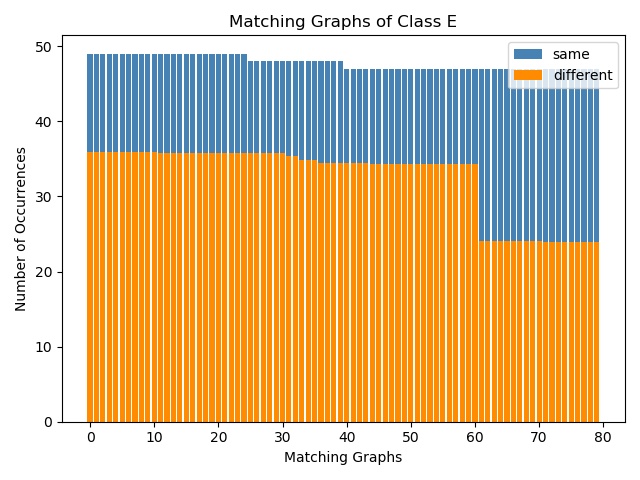 Matching Graphs of Class E
same
different
Number of Occurrences
50
40
30
20
10
0
0 10 20 30 40 50 60 70 80
Matching Graphs